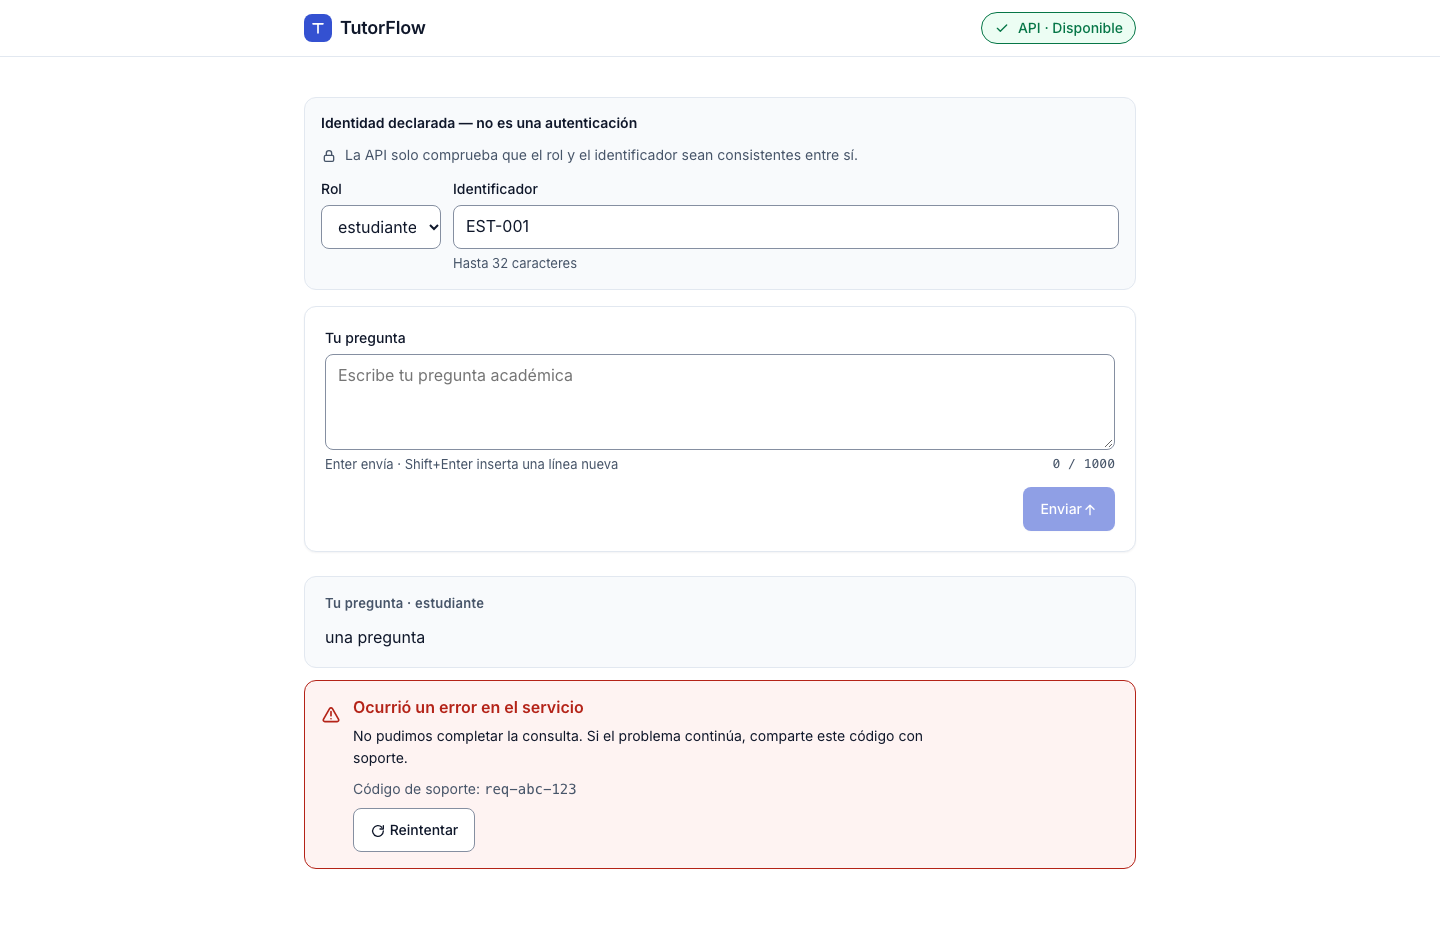 T TutorFlow
API · Disponible
Identidad declarada — no es una autenticación
La API solo comprueba que el rol y el identificador sean consistentes entre sí.
Rol
Identificador
estudiante
EST-001
Hasta 32 caracteres
Tu pregunta
Escribe tu pregunta académica
Enter envía · Shift+Enter inserta una línea nueva
0 / 1000
Enviar ↑
Tu pregunta · estudiante
una pregunta
Ocurrió un error en el servicio
No pudimos completar la consulta. Si el problema continúa, comparte este código con
soporte.
Código de soporte: req-abc-123
Reintentar